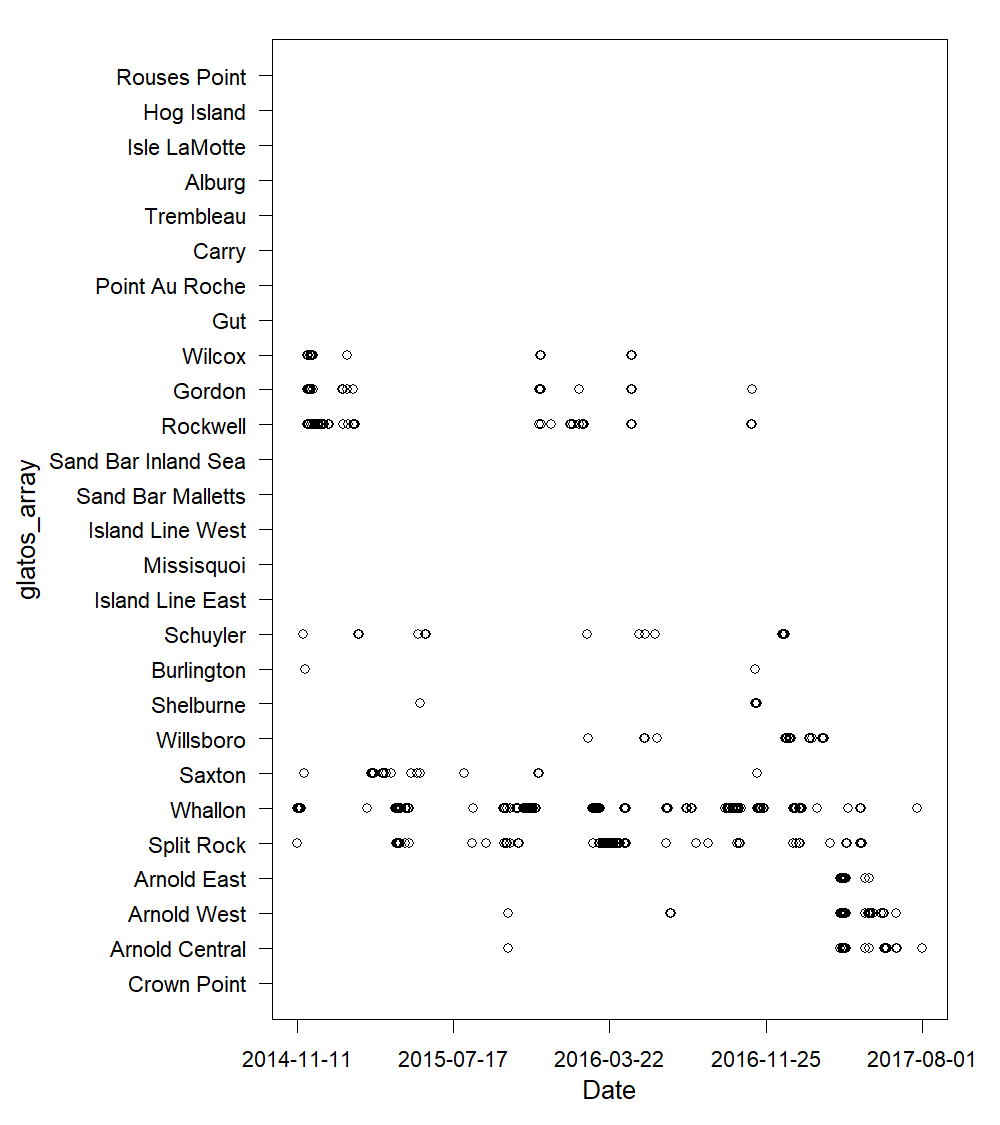 Rouses Point
Hog Island
Isle LaMotte
Alburg
Trembleau
Carry
Point Au Roche
Gut
Wilcox
Gordon
Rockwell
Sand Bar Inland Sea
Sand Bar Malletts
Island Line West
Missisquoi
Island Line East
Schuyler
Burlington
Shelburne
Willsboro
Saxton
Whallon
Split Rock
Arnold East
Arnold West
Arnold Central
Crown Point
glatos_array
2014-11-11 2015-07-17 2016-03-22 2016-11-25 2017-08-01
Date